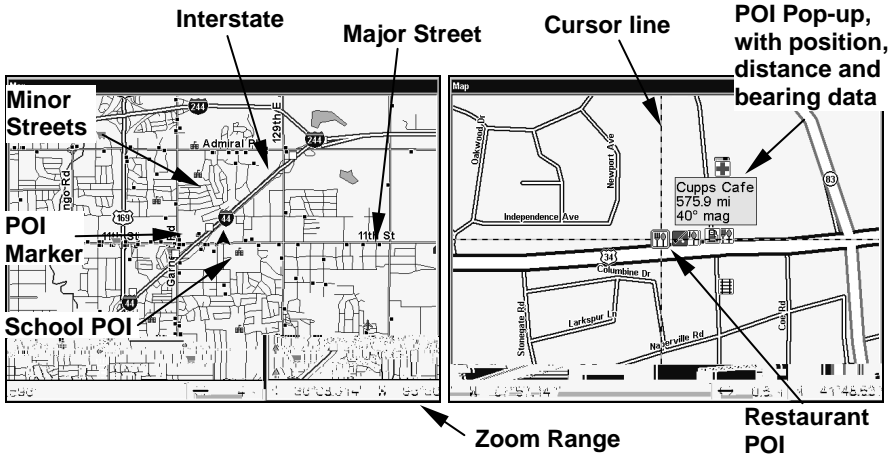 Interstate
Major Street
Cursor line
POI Pop-up,
with position,
distance and
bearing data
Minor
Streets
POI
Marker
School POI
Zoom Range
Restaurant
POI
244
129th E
244
Admiral
169
44
11th St
11th St
44
Map
Oakwood Dr
Newport Ave
Independence Ave
83
Cupps Cafe
575.9 mi
40° mag
34
Columbine Dr
Stonegate Rd
Larkspur Ln
Naperville Rd
Coe Rd